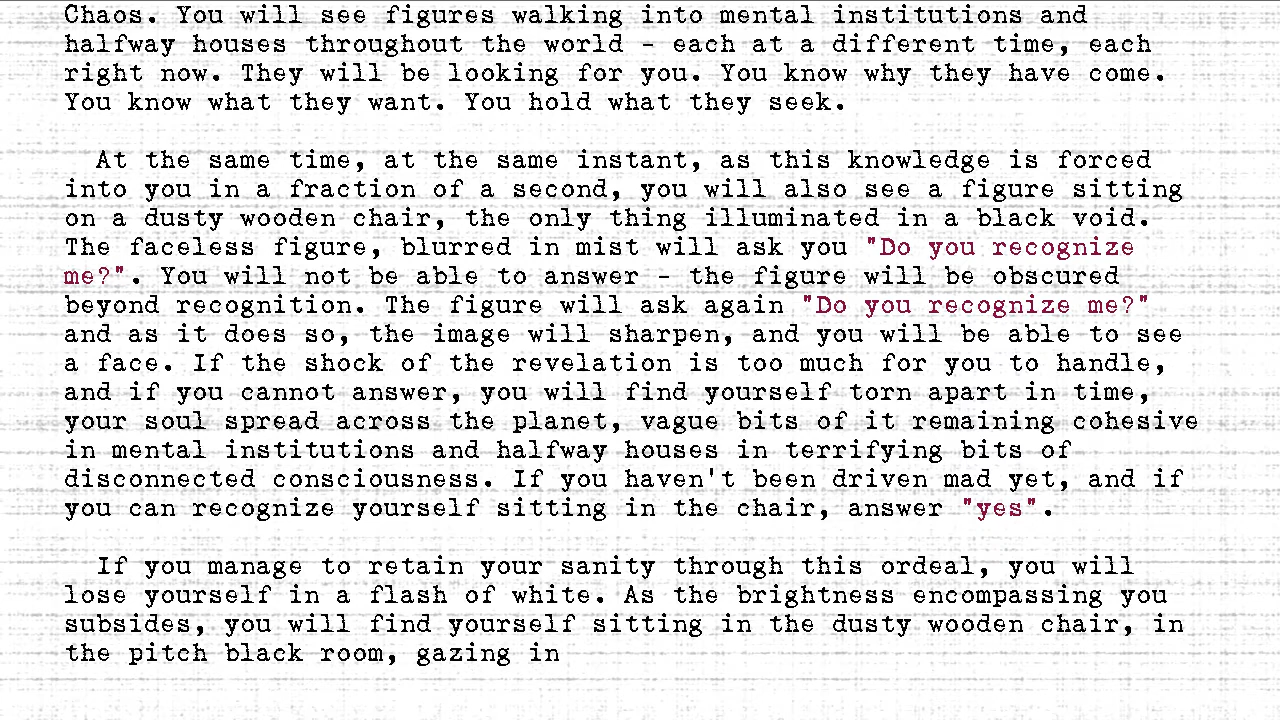 Chaos. You will see figures walking into mental institutions and
halfway houses throughout the world - each at a different time, each
right now. They will be looking for you. You know why they have come.
You know what they want. You hold what they seek.
At the same time, at the same instant, as this knowledge is forced
into you in a fraction of a second, you will also see a figure sitting
on a dusty wooden chair, the only thing illuminated in a black void.
The faceless figure, blurred in mist will ask you "Do you recognize
me?". You will not be able to answer - the figure will be obscured
beyond recognition. The figure will ask again "Do you recognize me?"
and as it does so, the image will sharpen, and you will be able to see
a face. If the shock of the revelation is too much for you to handle,
and if you cannot answer, you will find yourself torn apart in time,
your soul spread across the planet, vague bits of it remaining cohesive
in mental institutions and halfway houses in terrifying bits of
disconnected consciousness. If you haven't been driven mad yet, and if
you can recognize yourself sitting in the chair, answer "yes".
If you manage to retain your sanity through this ordeal, you will
lose yourself in a flash of white. As the brightness encompassing you
subsides, you will find yourself sitting in the dusty wooden chair, in
the pitch black room, gazing in